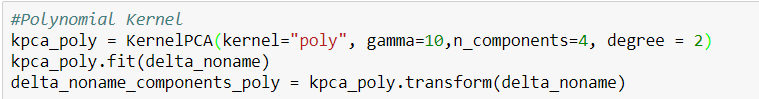 #Polynomial Kernel
kpca_poly = KernelPCA(kernel="poly", gamma=10,n_components=4, degree = 2)
kpca_poly.fit(delta_noname)
delta_noname_components_poly = kpca_poly.transform(delta_noname)